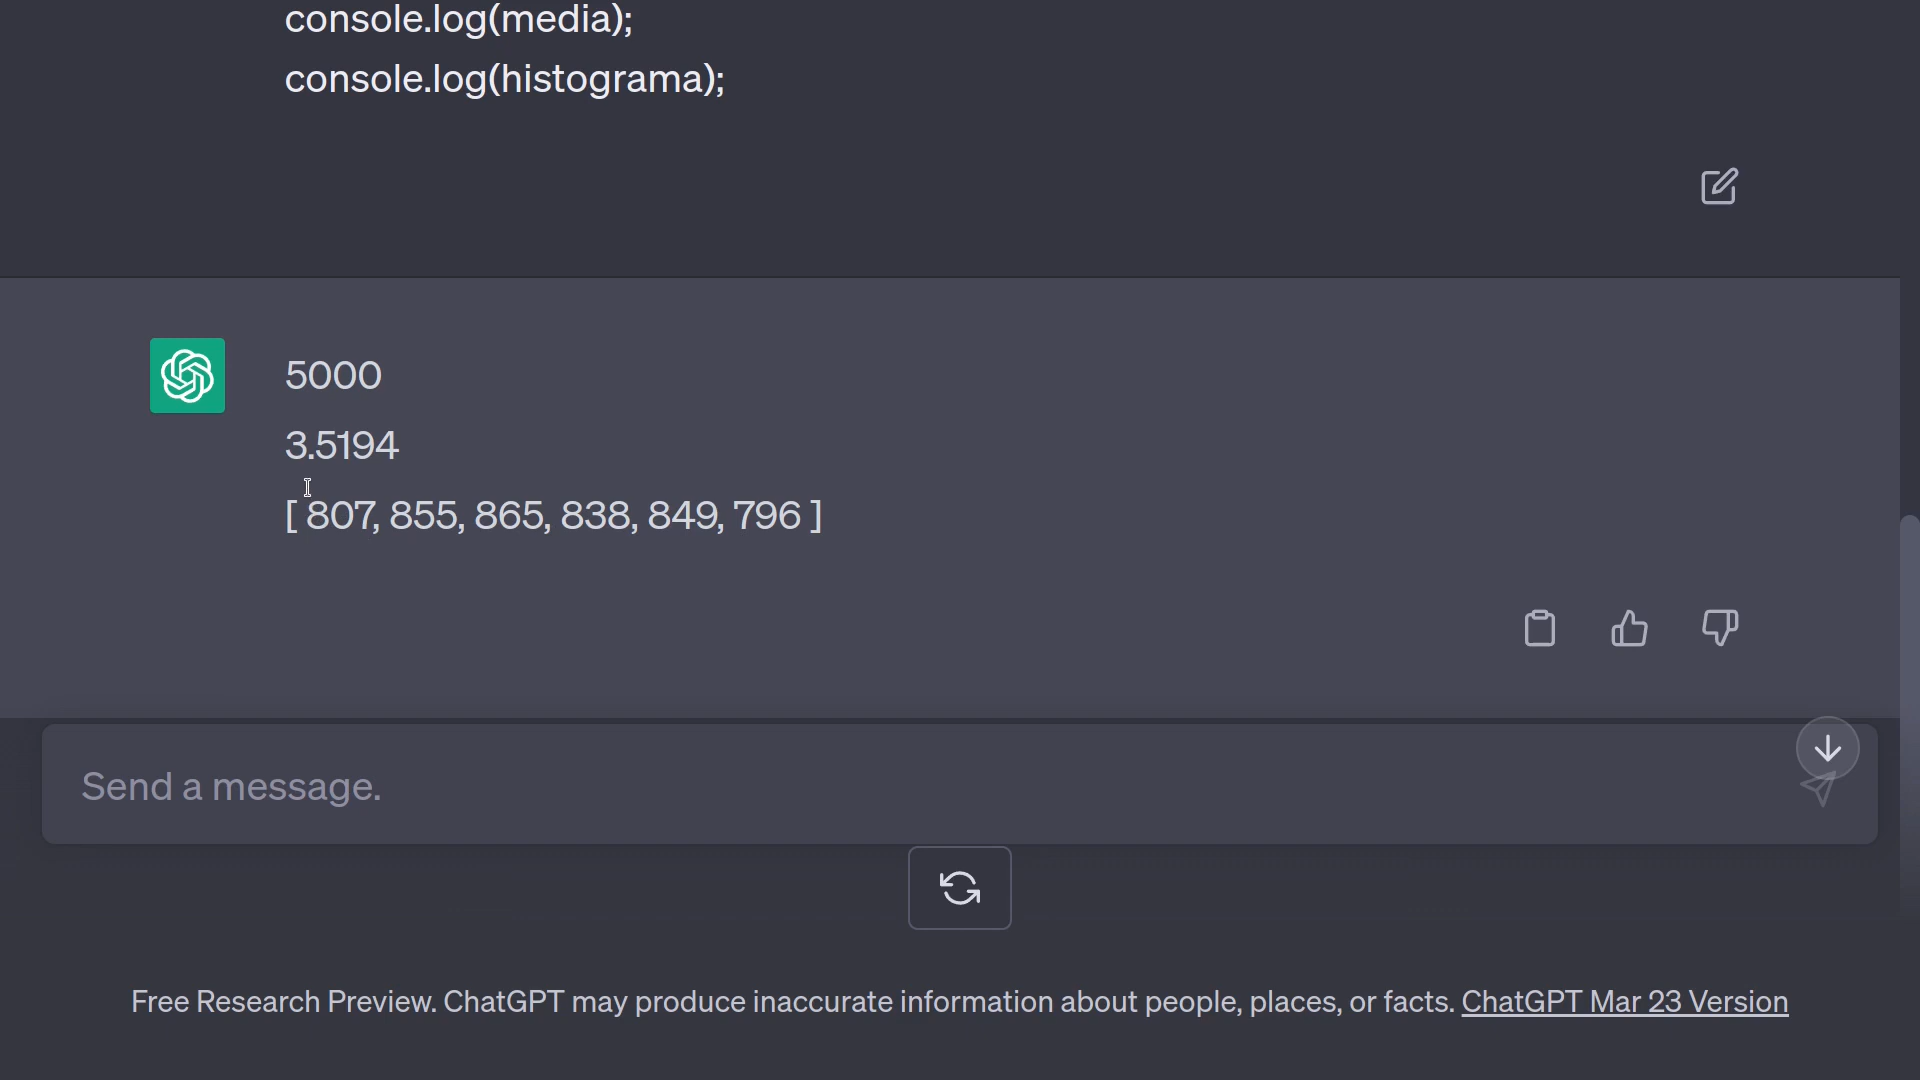 console.log(media);
console.log(histograma);
5000
3.5194
[ 807, 855, 865, 838, 849, 796 ]
Send a message.
Free Research Preview. ChatGPT may produce inaccurate information about people, places, or facts. ChatGPT Mar 23 Version